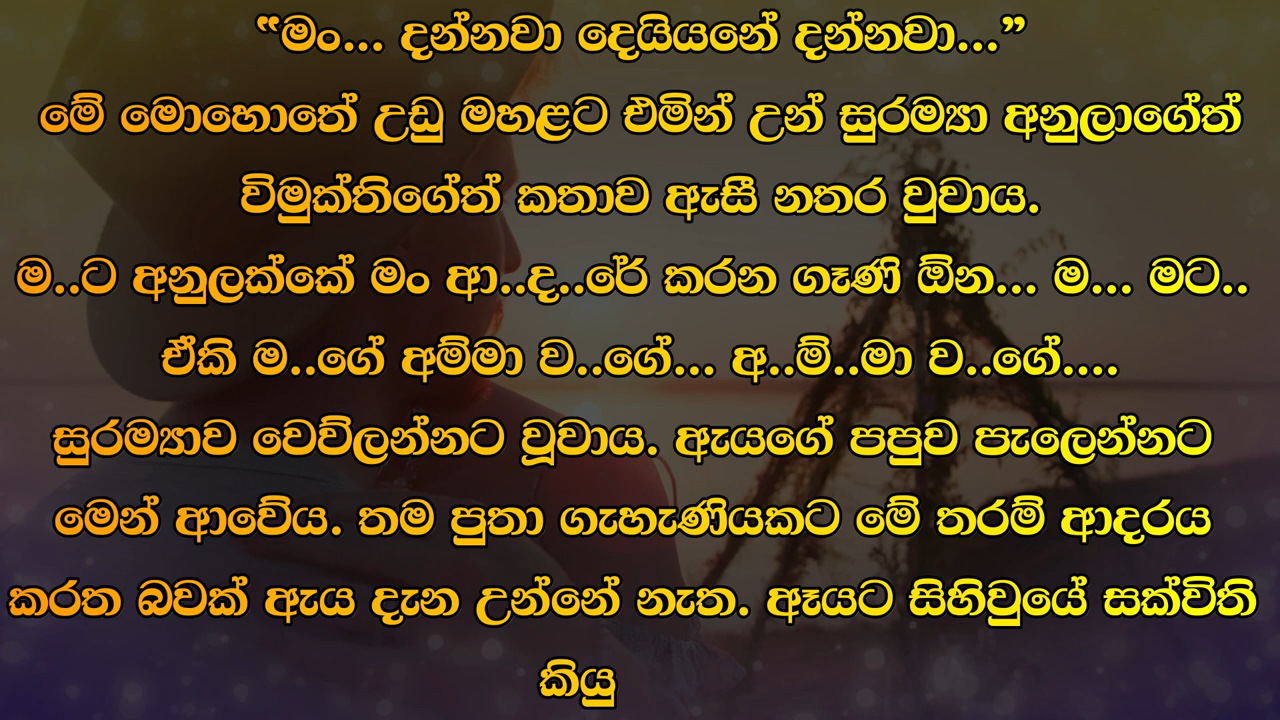 “මං... දන්නවා දෙයියනේ දන්නවා...”
මේ මොහොතේ උඩු මහළට එමින් උන් සුරම්‍යා අනුලාගේත්
විමුක්තිගේත් කතාව ඇසී නතර වුවාය.
ම..ට අනුලක්කේ මං ආ..ද..රේ කරන ගෑණි ඕන... ම... මට..
ඒකි ම..ගේ අම්මා ව..ගේ... අ..ම්..මා ව..ගේ....
සුරම්‍යාව වෙව්ලන්නට වූවාය. ඇයගේ පපුව පැලෙන්නට
මෙන් ආවේය. තම පුතා ගැහැණියකට මේ තරම් ආදරය
කරත බවක් ඇය දැන උන්නේ නැත. ඈයට සිහිවුයේ සක්විති
කියු